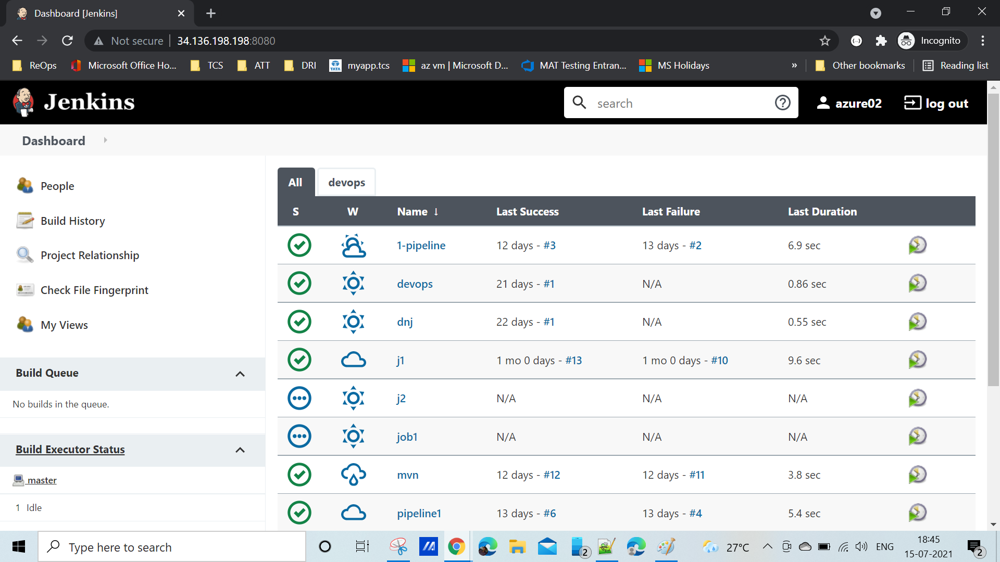 Dashboard [Jenkins]
Not secure | 34.136.198.198:8080
Incognito
ReOps
Microsoft Office Ho...
TCS
ATT
DRI
TATA
myapp.tcs
az vm | Microsoft D...
MAT Testing Entran...
MS Holidays
»
Other bookmarks
Reading list
Jenkins
search
azure02
log out
Dashboard
People
Build History
Project Relationship
Check File Fingerprint
My Views
Build Queue
No builds in the queue.
Build Executor Status
master
1 Idle
All devops
S W Name ↓ Last Success Last Failure Last Duration
1-pipeline 12 days - #3 13 days - #2 6.9 sec
devops 21 days - #1 N/A 0.86 sec
dnj 22 days - #1 N/A 0.55 sec
j1 1 mo 0 days - #13 1 mo 0 days - #10 9.6 sec
j2 N/A N/A N/A
job1 N/A N/A N/A
mvn 12 days - #12 12 days - #11 3.8 sec
pipeline1 13 days - #6 13 days - #4 5.4 sec
Type here to search
2
27°C
ENG
18:45
15-07-2021
2